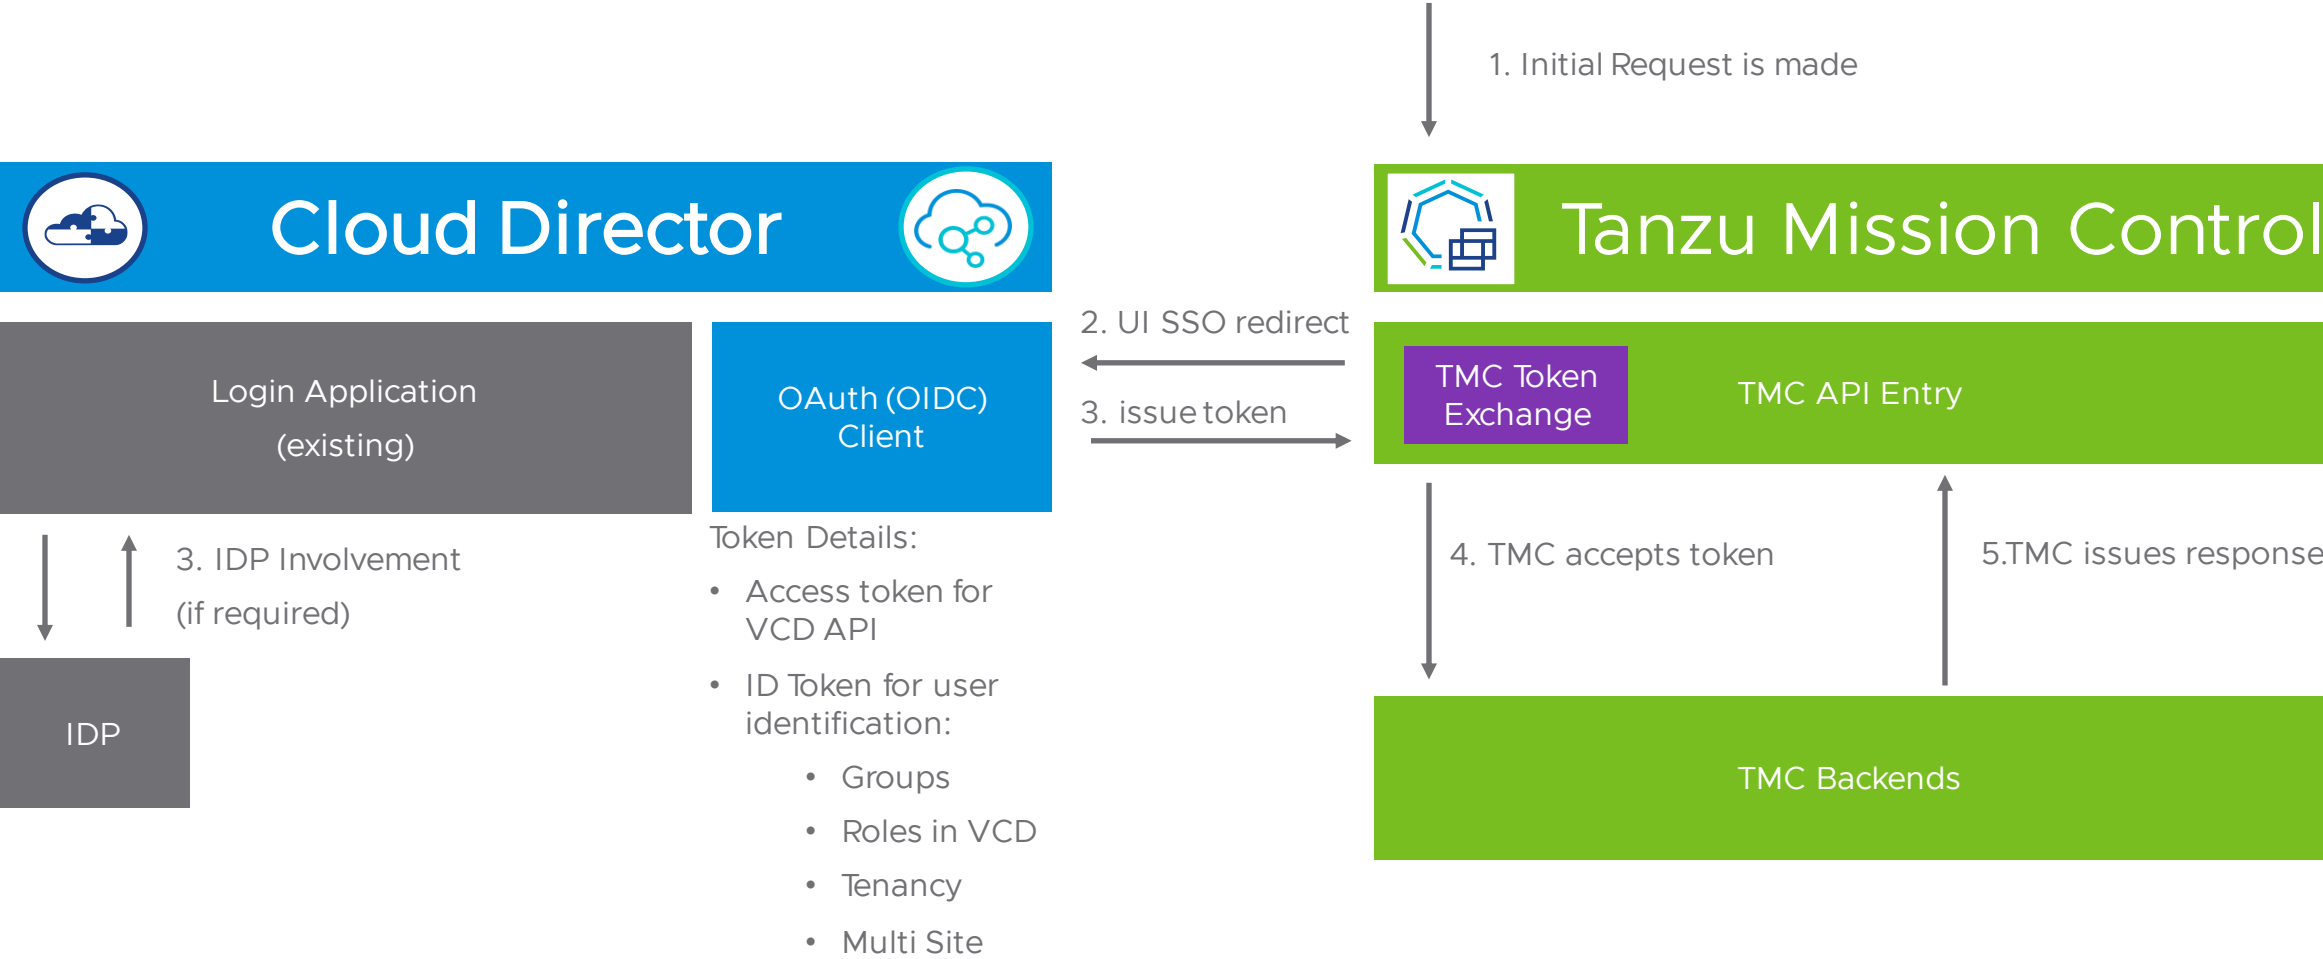 1. Initial Request is made
Cloud Director
Tanzu Mission Control
2. UI SSO redirect
3. issue token
Login Application
(existing)
OAuth (OIDC)
Client
TMC Token
Exchange
TMC API Entry
3. IDP Involvement
(if required)
IDP
Token Details:
• Access token for
VCD API
• ID Token for user
identification:
• Groups
• Roles in VCD
• Tenancy
• Multi Site
4. TMC accepts token
5.TMC issues response
TMC Backends